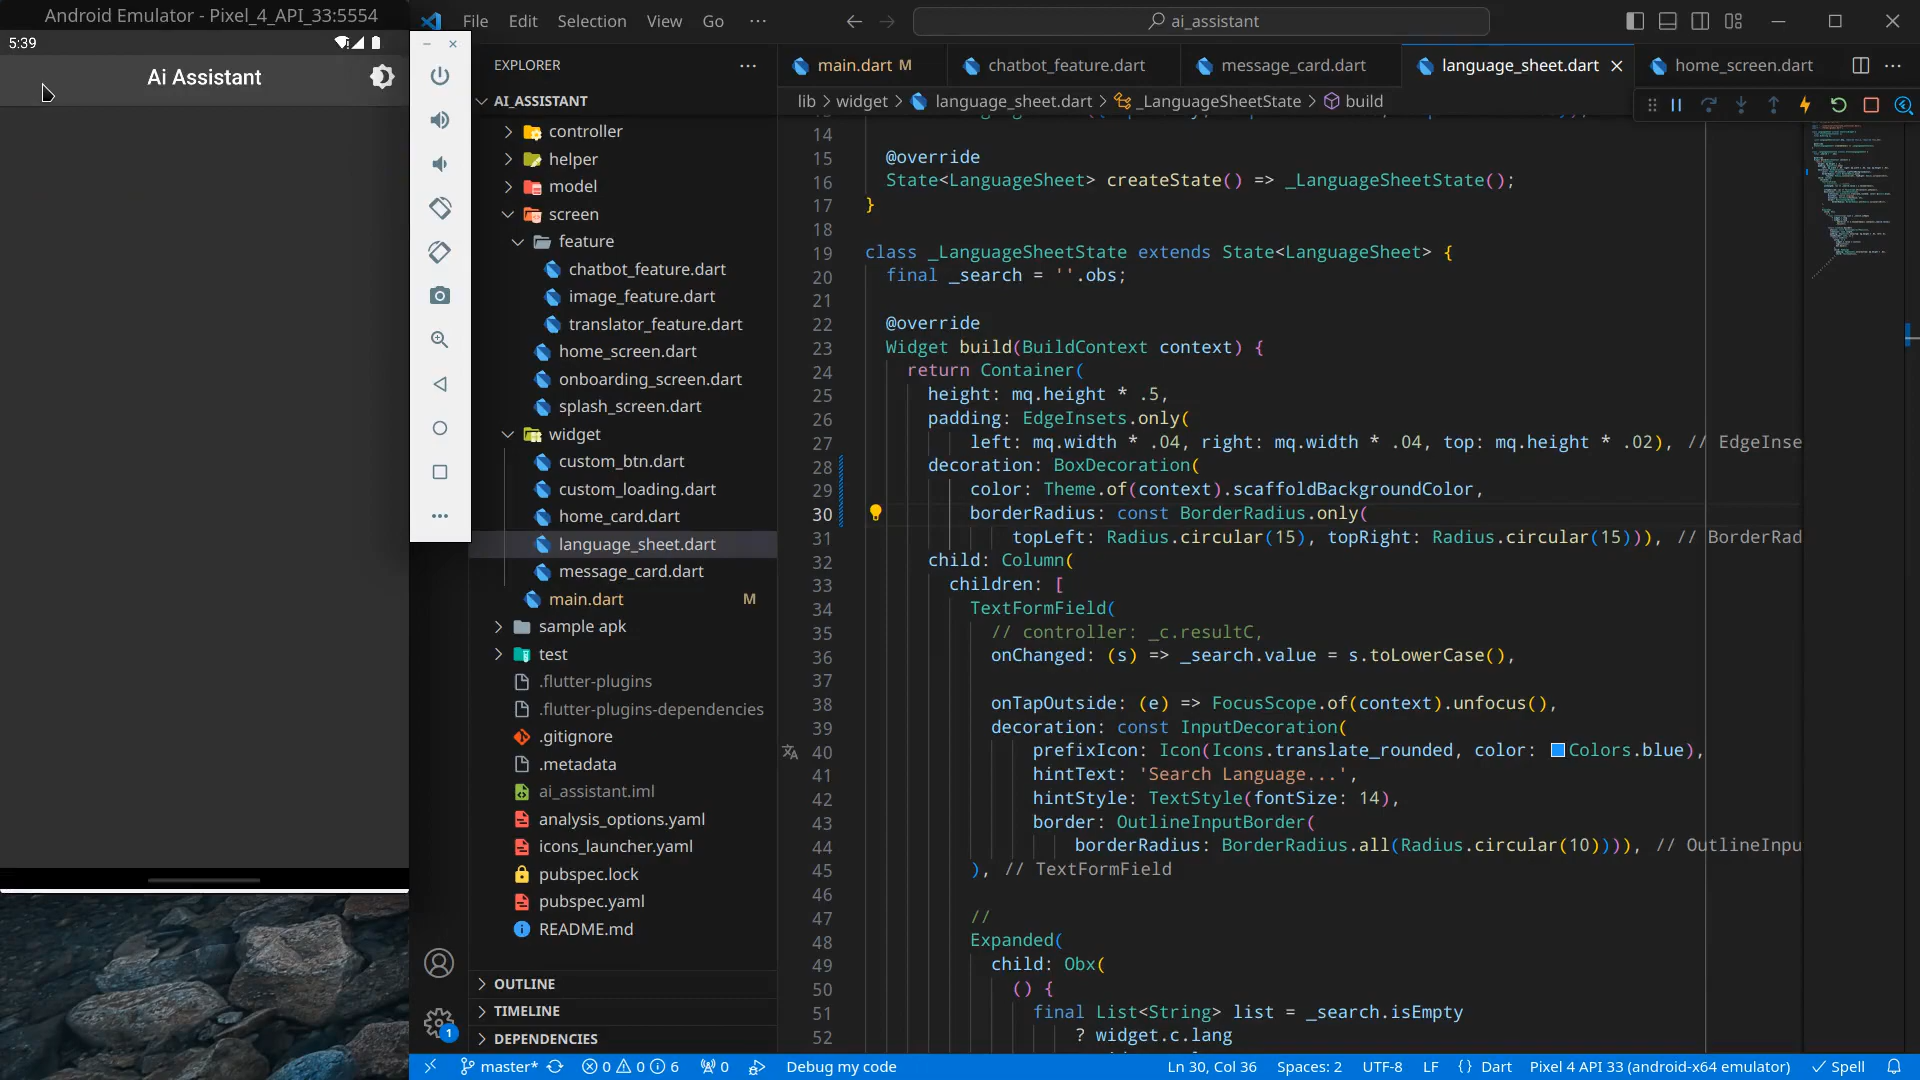 Android Emulator - Pixel_4_API_33:5554
5:39
Ai Assistant
File Edit Selection View Go ···
ai_assistant
EXPLORER
AI_ASSISTANT
controller
helper
model
screen
feature
chatbot_feature.dart
image_feature.dart
translator_feature.dart
home_screen.dart
onboarding_screen.dart
splash_screen.dart
widget
custom_btn.dart
custom_loading.dart
home_card.dart
language_sheet.dart
message_card.dart
main.dart M
sample apk
test
.flutter-plugins
.flutter-plugins-dependencies
.gitignore
.metadata
ai_assistant.iml
analysis_options.yaml
icons_launcher.yaml
pubspec.lock
pubspec.yaml
README.md
OUTLINE
TIMELINE
DEPENDENCIES
1
main.dart M chatbot_feature.dart message_card.dart language_sheet.dart home_screen.dart
lib > widget > language_sheet.dart > _LanguageSheetState > build
14
15 @override
16 State<LanguageSheet> createState() => _LanguageSheetState();
17 }
18
19 class _LanguageSheetState extends State<LanguageSheet> {
20 final _search = ''.obs;
21
22 @override
23 Widget build(BuildContext context) {
24 return Container(
25 height: mq.height * .5,
26 padding: EdgeInsets.only(
27 left: mq.width * .04, right: mq.width * .04, top: mq.height * .02), // EdgeInse
28 decoration: BoxDecoration(
29 color: Theme.of(context).scaffoldBackgroundColor,
30 borderRadius: const BorderRadius.only(
31 topLeft: Radius.circular(15), topRight: Radius.circular(15))), // BorderRad
32 child: Column(
33 children: [
34 TextFormField(
35 // controller: _c.resultC,
36 onChanged: (s) => _search.value = s.toLowerCase(),
37
38 onTapOutside: (e) => FocusScope.of(context).unfocus(),
39 decoration: const InputDecoration(
40 prefixIcon: Icon(Icons.translate_rounded, color: Colors.blue),
41 hintText: 'Search Language...',
42 hintStyle: TextStyle(fontSize: 14),
43 border: OutlineInputBorder(
44 borderRadius: BorderRadius.all(Radius.circular(10)))), // OutlineInpu
45 ), // TextFormField
46
47 //
48 Expanded(
49 child: Obx(
50 () {
51 final List<String> list = _search.isEmpty
52 ? widget.c.lang
master* 0 0 6 0 Debug my code Ln 30, Col 36 Spaces: 2 UTF-8 LF {} Dart Pixel 4 API 33 (android-x64 emulator) Spell